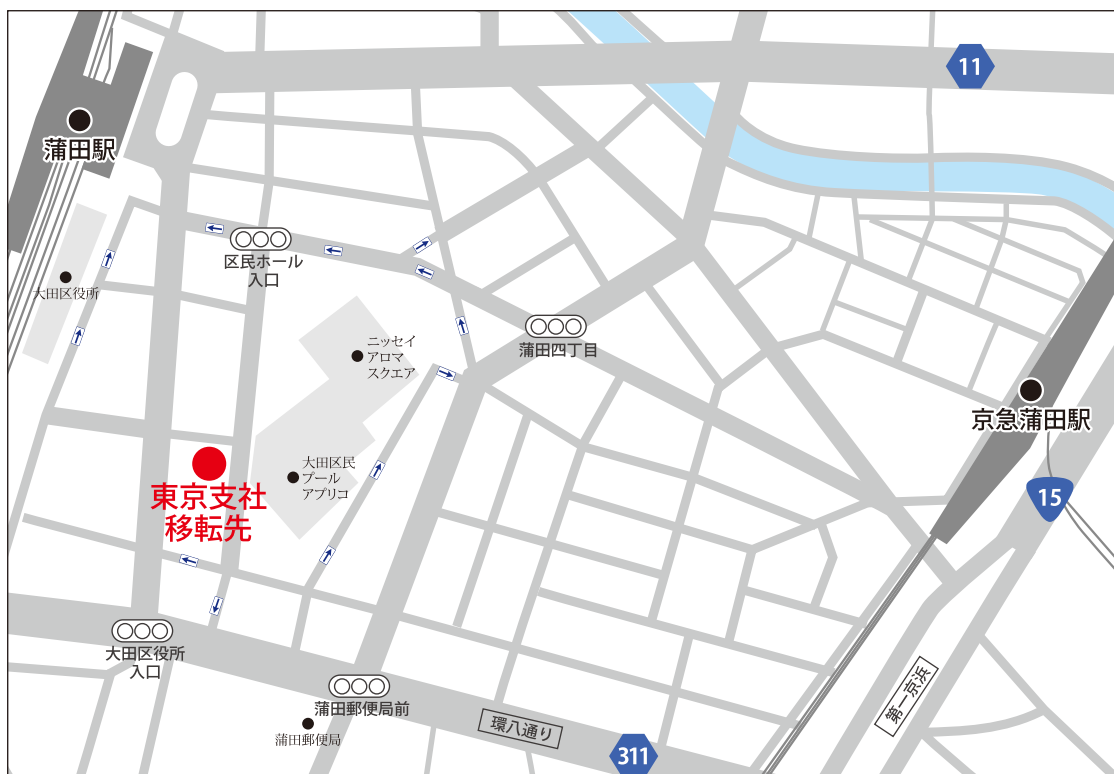 11
蒲田駅
区民ホール
入口
大田区役所
ニッセイ
アロマ
スクエア
蒲田四丁目
京急蒲田駅
大田区民
プール
アプリコ
東京支社
移転先
15
大田区役所
入口
蒲田郵便局前
蒲田郵便局
環八通り
第一京浜
311